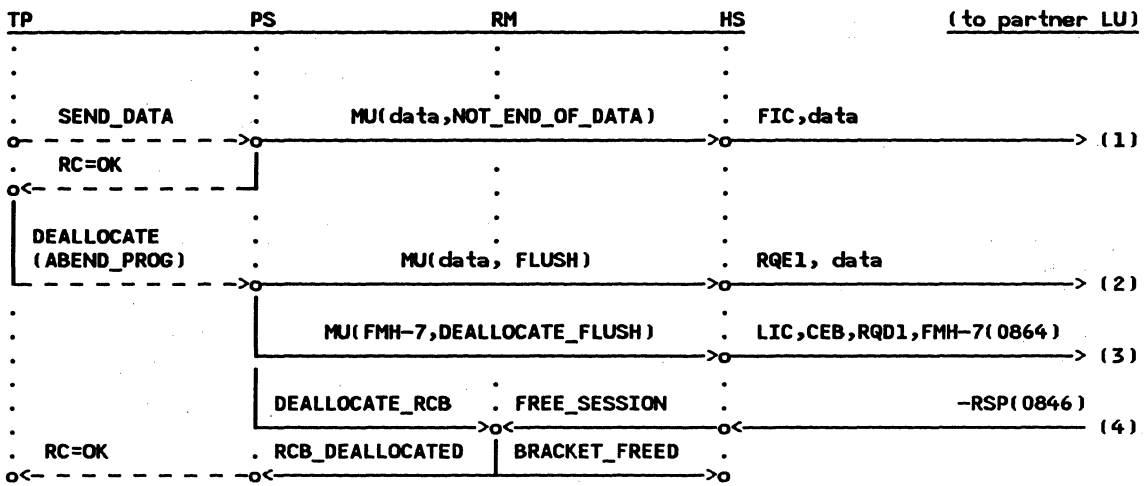 TP PS RM HS (to partner LU)
SEND_DATA MU(data,NOT_END_OF_DATA) FIC,data
(1)
RC=OK
DEALLOCATE
(ABEND_PROG) MU(data, FLUSH) RQE1, data
(2)
MU(FMH-7,DEALLOCATE_FLUSH) LIC,CEB,RQD1,FMH-7(0864)
(3)
DEALLOCATE_RCB FREE_SESSION -RSP(0846)
(4)
RC=OK RCB_DEALLOCATED BRACKET_FREED